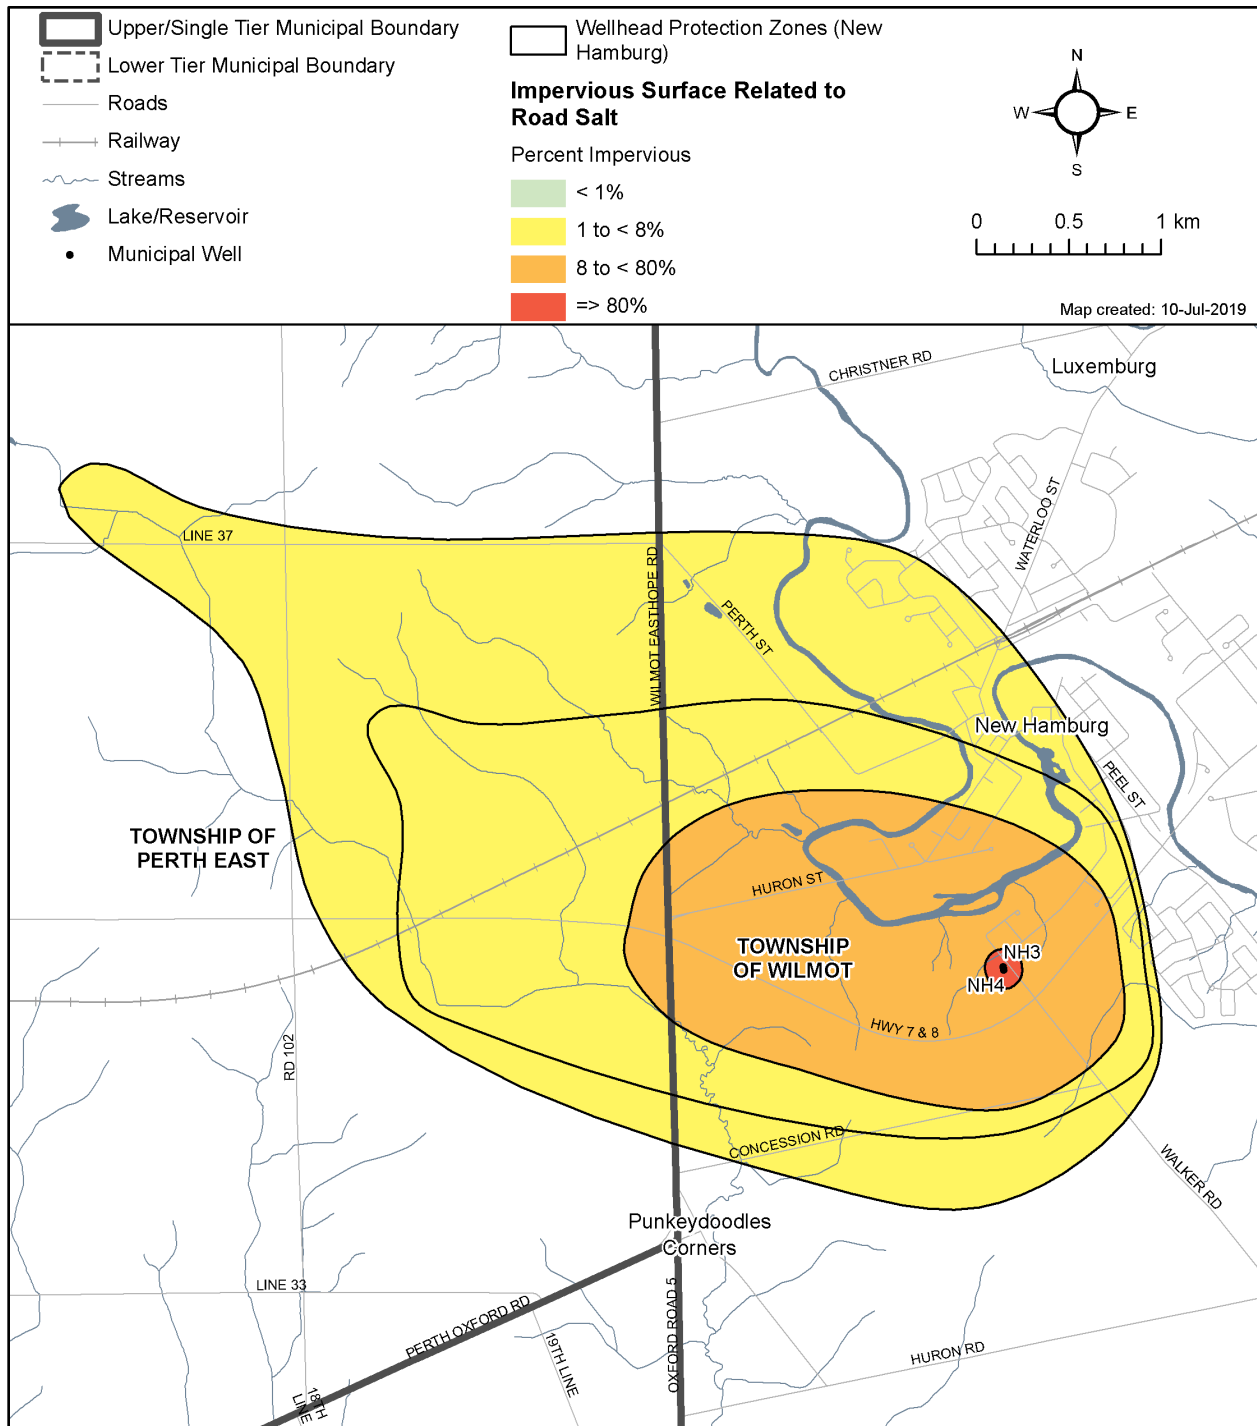 Upper/Single Tier Municipal Boundary
Lower Tier Municipal Boundary
Roads
Railway
Streams
Lake/Reservoir
Municipal Well
Wellhead Protection Zones (New
Hamburg)
Impervious Surface Related to
Road Salt
Percent Impervious
< 1%
1 to < 8%
8 to < 80%
=> 80%
N
W
E
S
0 0.5 1 km
Map created: 10-Jul-2019
CHRISTNER RD
Luxemburg
WATERLOO ST
LINE 37
WILMOT EASTHOPE RD
PERTH ST
New Hamburg
PEEL ST
TOWNSHIP OF
PERTH EAST
HURON ST
TOWNSHIP
OF WILMOT
NH3
NH4
HWY 7 & 8
RD 102
CONCESSION RD
WALKER RD
Punkeydoodles
Corners
LINE 33
PERTH OXFORD RD
OXFORD ROAD 5
19TH LINE
18TH
LINE
HURON RD